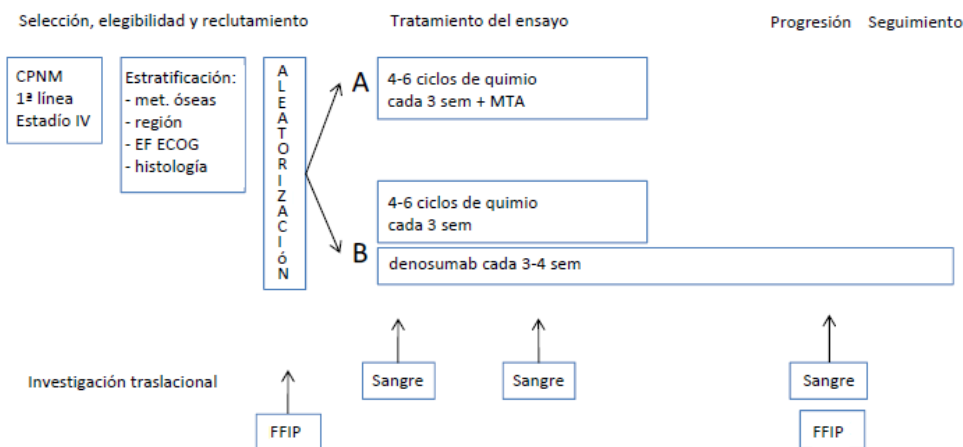 Selección, elegibilidad y reclutamiento
Tratamiento del ensayo
Progresión
Seguimiento
CPNM
1ª línea
Estadío IV
Estratificación:
- met. óseas
- región
- EF ECOG
- histología
ALEATORIZACIóN
A
4-6 ciclos de quimio
cada 3 sem + MTA
B
4-6 ciclos de quimio
cada 3 sem
denosumab cada 3-4 sem
Investigación traslacional
FFIP
Sangre
Sangre
Sangre
FFIP